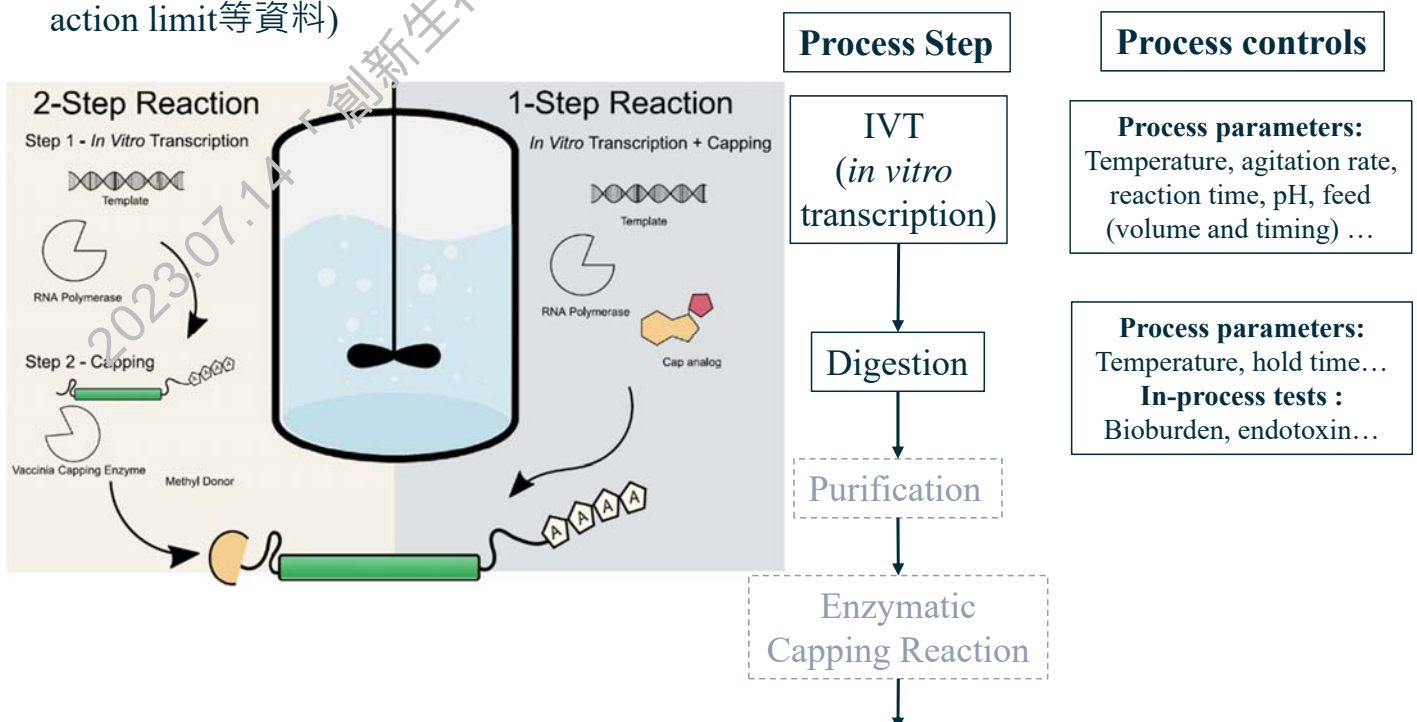 action limit等資料)
2023.07.14「創新生
2-Step Reaction
Step 1 - In Vitro Transcription
Template
RNA Polymerase
Step 2 - Capping
A A A A
Vaccinia Capping Enzyme
Methyl Donor
1-Step Reaction
In Vitro Transcription + Capping
Template
RNA Polymerase
Cap analog
A A A A
Process Step
IVT
(in vitro
transcription)
Digestion
Purification
Enzymatic
Capping Reaction
Process controls
Process parameters:
Temperature, agitation rate,
reaction time, pH, feed
(volume and timing) …
Process parameters:
Temperature, hold time…
In-process tests :
Bioburden, endotoxin…